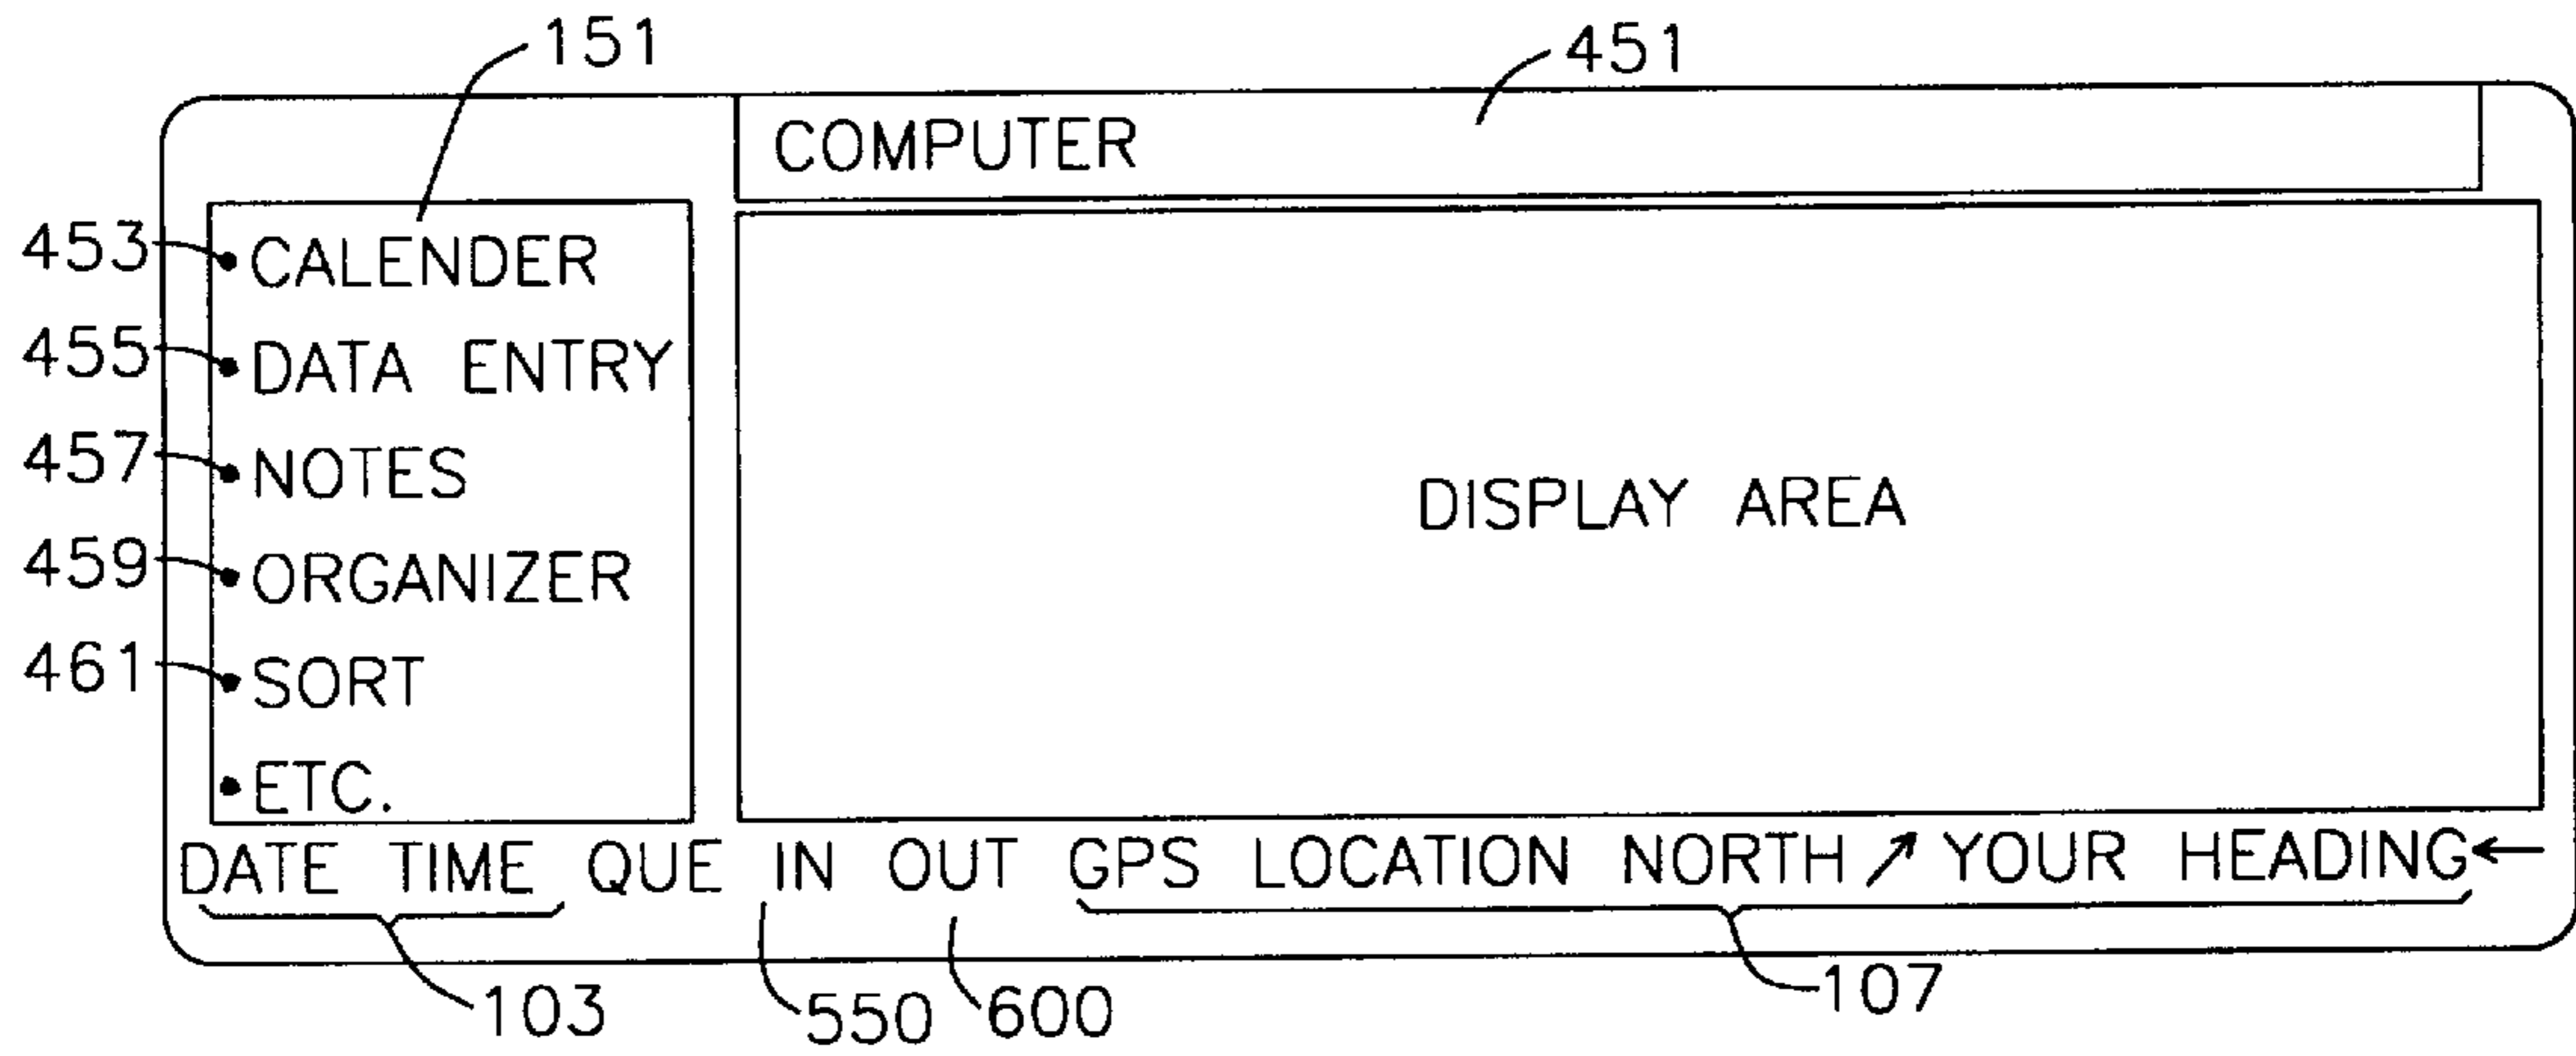 151
451
COMPUTER
453 CALENDER
455 DATA ENTRY
457 NOTES
DISPLAY AREA
459 ORGANIZER
461 SORT
ETC.
DATE TIME QUE IN OUT GPS LOCATION NORTH ↗ YOUR HEADING ←
103 550 600 107